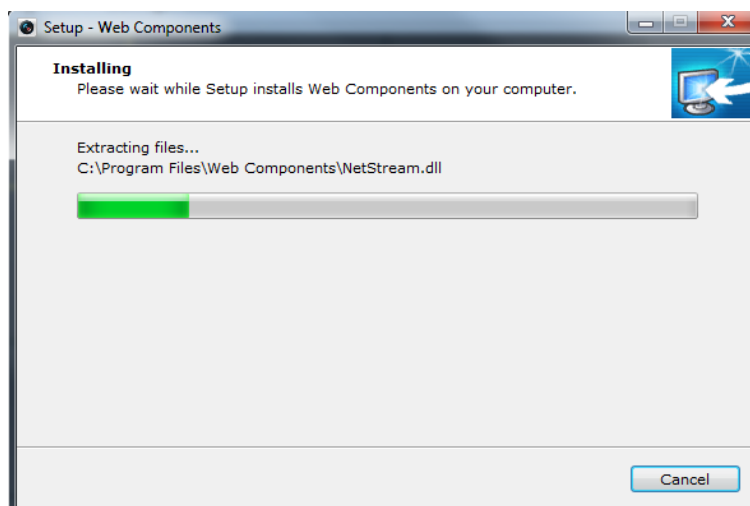 Setup - Web Components
Installing
Please wait while Setup installs Web Components on your computer.
Extracting files...
C:\Program Files\Web Components\NetStream.dll
Cancel